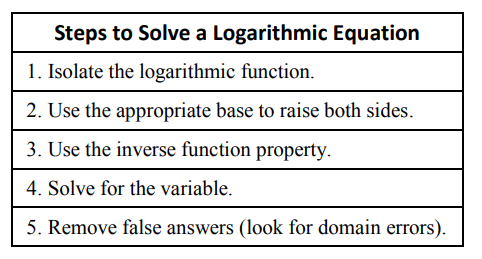 Steps to Solve a Logarithmic Equation
1. Isolate the logarithmic function.
2. Use the appropriate base to raise both sides.
3. Use the inverse function property.
4. Solve for the variable.
5. Remove false answers (look for domain errors).